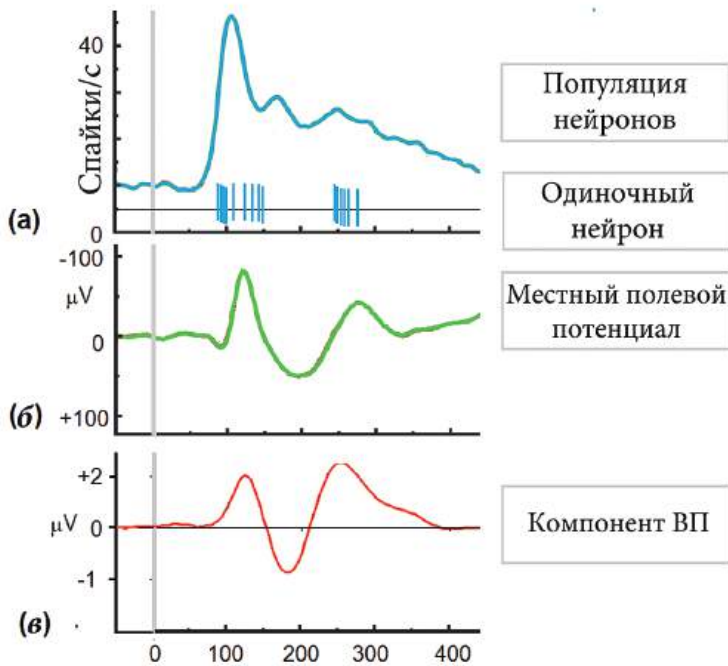 40
Спайки/с
Популяция
нейронов
Одиночный
нейрон
(а)
0
-100
μV
0
Местный полевой
потенциал
+100
(б)
+2
μV
0
-1
Компонент ВП
(в)
0 100 200 300 400